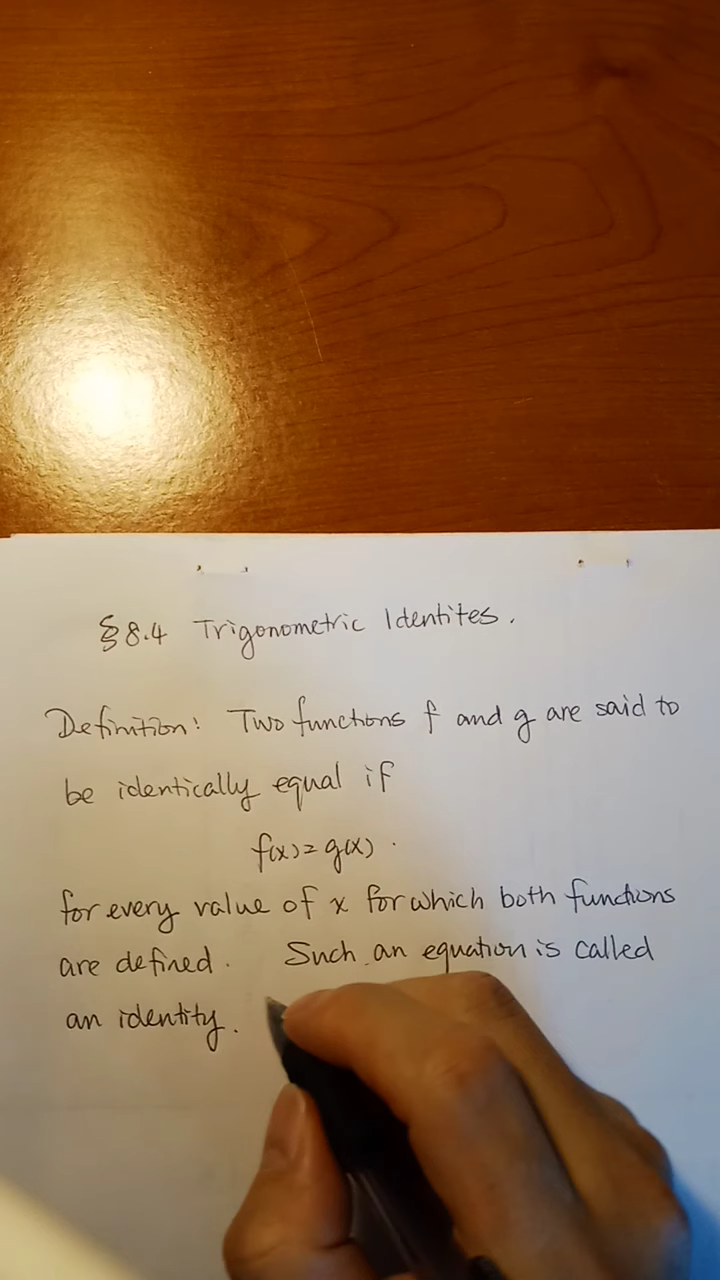 § 8.4 Trigonometric Identites.
Definition: Two functions f and g are said to
be identically equal if
f(x) = g(x).
for every value of x for which both functions
are defined. Such an equation is called
an identity.